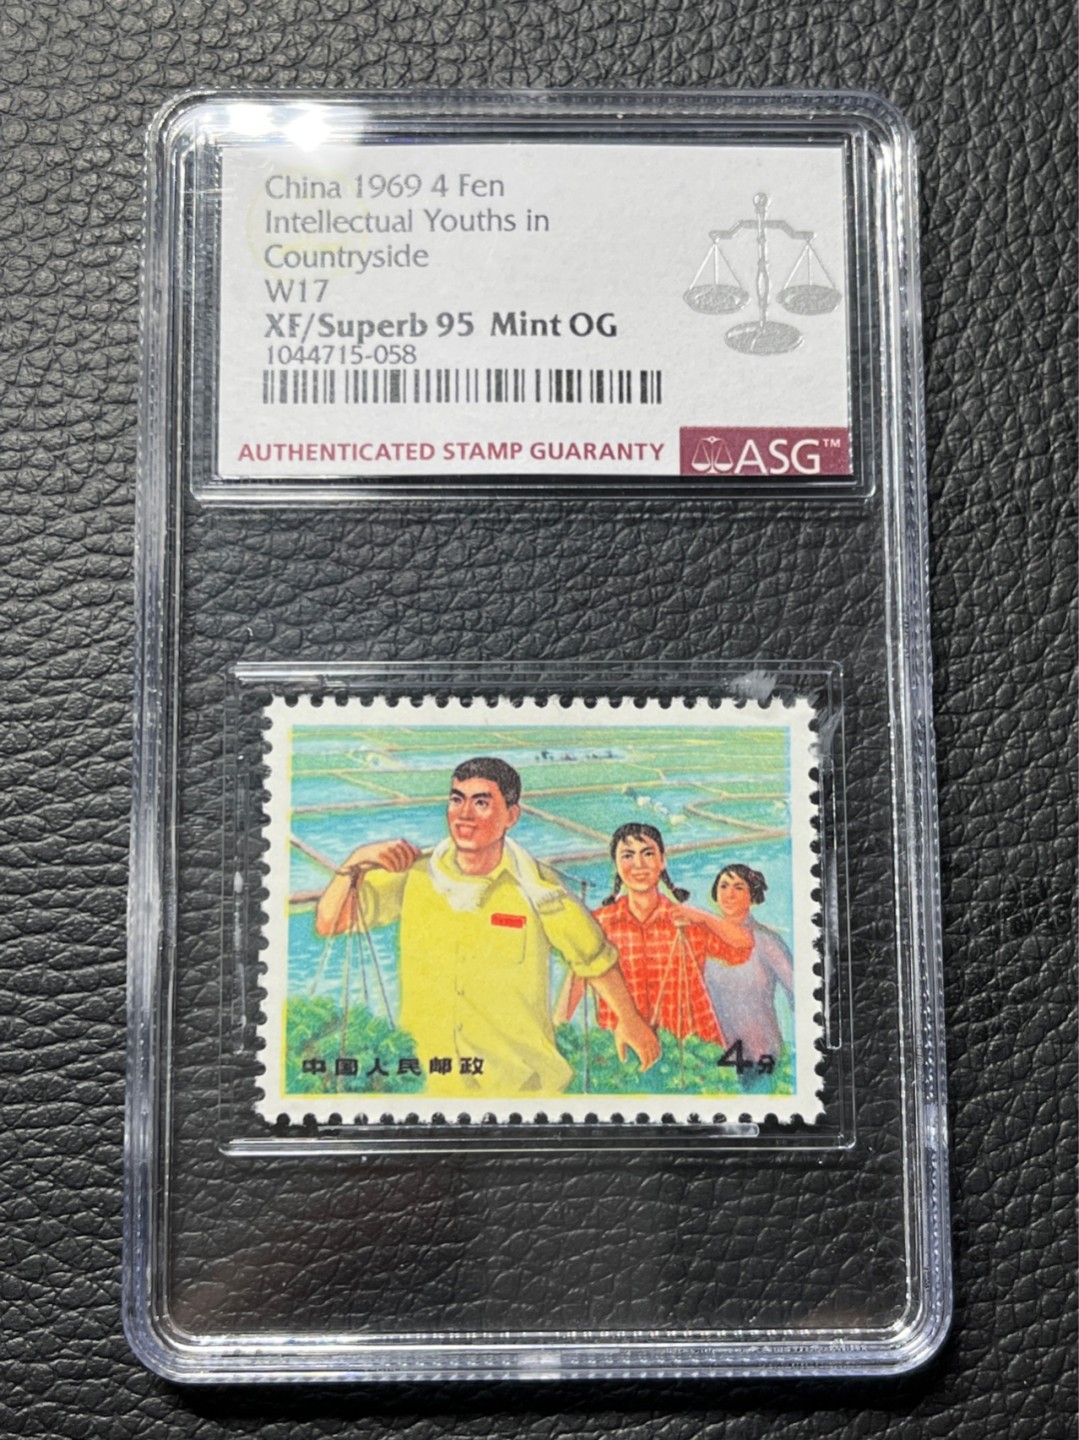 China 1969 4 Fen
Intellectual Youths in
Countryside
W17
XF/Superb 95 Mint OG
1044715-058
AUTHENTICATED STAMP GUARANTY
ASG™
中国人民邮政
4分